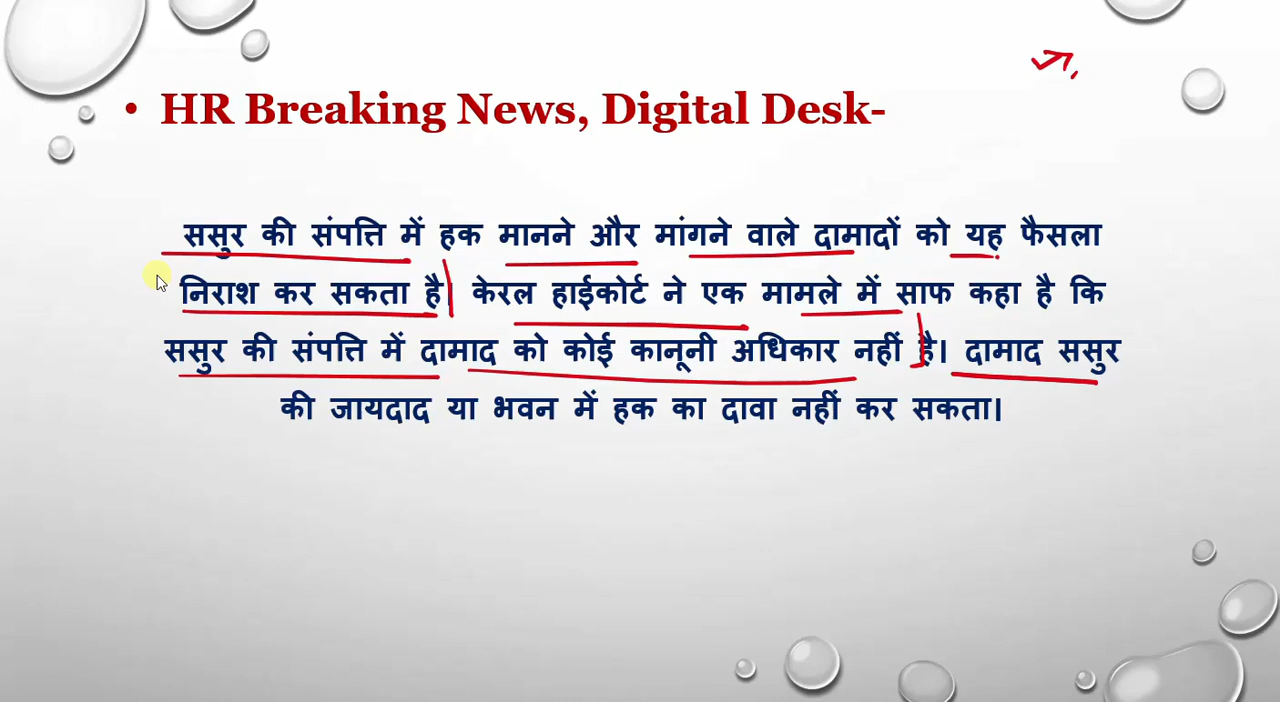 • HR Breaking News, Digital Desk-
ससुर की संपत्ति में हक मानने और मांगने वाले दामादों को यह फैसला
निराश कर सकता है। केरल हाईकोर्ट ने एक मामले में साफ कहा है कि
ससुर की संपत्ति में दामाद को कोई कानूनी अधिकार नहीं है। दामाद ससुर
की जायदाद या भवन में हक का दावा नहीं कर सकता।